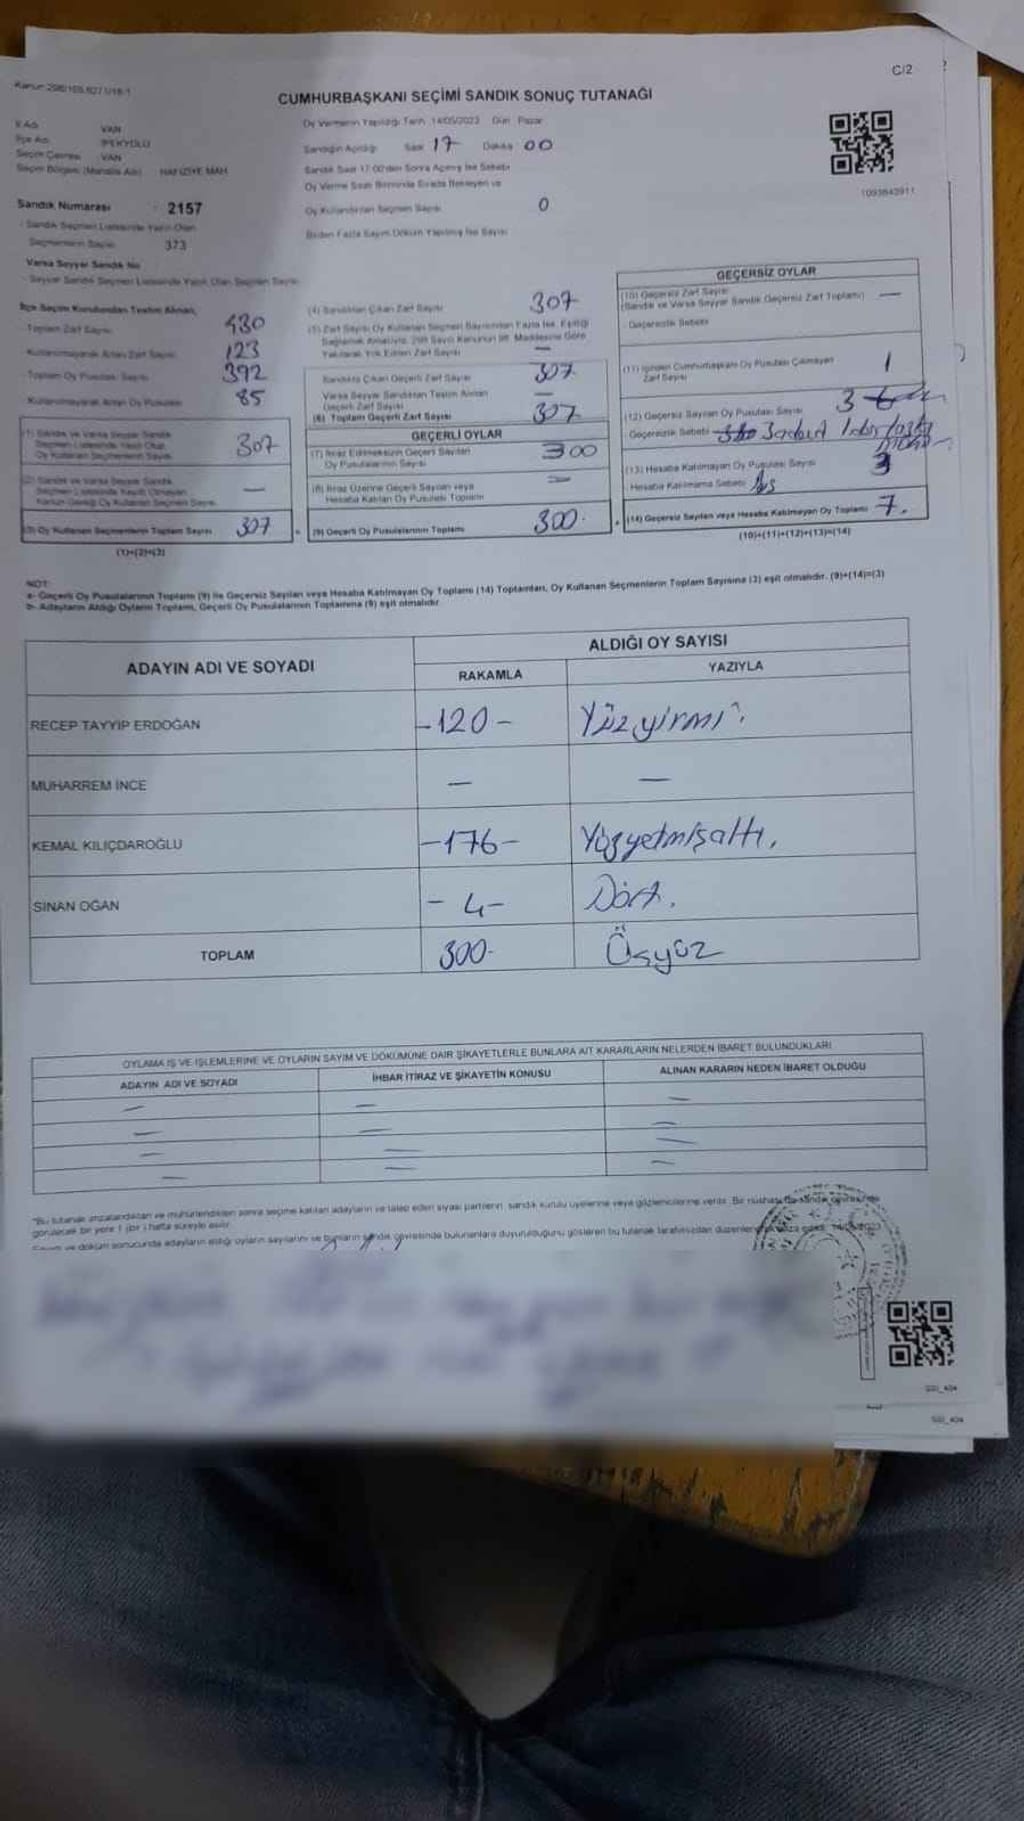 C/2
CUMHURBAŞKANI SEÇİMİ SANDIK SONUÇ TUTANAĞI
Oy Vermenin Yapıldığı Tarih 14/05/2023 Gün Pazar
İl Adı VAN
İlçe Adı İPEKYOLU
Seçim Çevresi VAN
Seçim Bölgesi (Mahalle Adı) HAFIZİYE MAH
Sandığın Açıldığı Saat 17 Dakika 00
Sandık Saat 17:00'den Sonra Açılmış İse Sebebi
Oy Verme Saati Bitiminde Sırada Bekleyen ve
Oy Kullandırılan Seçmen Sayısı 0
Birden Fazla Sayım Döküm Yapılmış İse Sayısı
1093643911
Sandık Numarası 2157
Sandık Seçmen Listesinde Yazılı Olan
Seçmenlerin Sayısı 373
Varsa Seyyar Sandık No
Seyyar Sandık Seçmen Listesinde Yazılı Olan Seçmen Sayısı
İlçe Seçim Kurulundan Teslim Alınan,
Toplam Zarf Sayısı 430
Kullanılmayarak Artan Zarf Sayısı 123
Toplam Oy Pusulası Sayısı 392
Kullanılmayarak Artan Oy Pusulası 85
(1) Sandık ve Varsa Seyyar Sandık
Seçmen Listesinde Yazılı Olup
Oy Kullanan Seçmenlerin Sayısı 307
(2) Sandık ve Varsa Seyyar Sandık
Seçmen Listesinde Kaydı Olmayan
Kanun Gereği Oy Kullanan Seçmen Sayısı —
(3) Oy Kullanan Seçmenlerin Toplam Sayısı 307
(1)+(2)=(3)
(4) Sandıktan Çıkan Zarf Sayısı 307
(5) Zarf Sayısı Oy Kullanan Seçmen Sayısından Fazla İse, Eşitliği
Sağlamak Amacıyla, 298 Sayılı Kanunun 98. Maddesine Göre
Yakılarak Yok Edilen Zarf Sayısı —
Sandıkta Çıkan Geçerli Zarf Sayısı 307
Varsa Seyyar Sandıktan Teslim Alınan
Geçerli Zarf Sayısı —
(6) Toplam Geçerli Zarf Sayısı 307
GEÇERLİ OYLAR
(7) İtiraz Edilmeksizin Geçerli Sayılan
Oy Pusulalarının Sayısı 300
(8) İtiraz Üzerine Geçerli Sayılan veya
Hesaba Katılan Oy Pusulası Toplamı —
(9) Geçerli Oy Pusulalarının Toplamı 300
GEÇERSİZ OYLAR
(10) Geçersiz Zarf Sayısı
(Sandık ve Varsa Seyyar Sandık Geçersiz Zarf Toplamı) —
Geçersizlik Sebebi
(11) İçinden Cumhurbaşkanı Oy Pusulası Çıkmayan
Zarf Sayısı 1
(12) Geçersiz Sayılan Oy Pusulası Sayısı 3
Geçersizlik Sebebi
(13) Hesaba Katılmayan Oy Pusulası Sayısı 3
Hesaba Katılmama Sebebi
(14) Geçersiz Sayılan veya Hesaba Katılmayan Oy Toplamı 7.
(10)+(11)+(12)+(13)=(14)
NOT:
a- Geçerli Oy Pusulalarının Toplamı (9) ile Geçersiz Sayılan veya Hesaba Katılmayan Oy Toplamı (14) Toplamları, Oy Kullanan Seçmenlerin Toplam Sayısına (3) eşit olmalıdır. (9)+(14)=(3)
b- Adayların Aldığı Oyların Toplamı, Geçerli Oy Pusulalarının Toplamına (9) eşit olmalıdır.
ADAYIN ADI VE SOYADI ALDIĞI OY SAYISI
RAKAMLA YAZIYLA
RECEP TAYYİP ERDOĞAN -120- Yüzyirmi.
MUHARREM İNCE — —
KEMAL KILIÇDAROĞLU -176- Yüzyetmişaltı.
SİNAN OĞAN -4- Dört.
TOPLAM 300- Üçyüz
OYLAMA İŞ VE İŞLEMLERİNE VE OYLARIN SAYIM VE DÖKÜMÜNE DAİR ŞİKAYETLERLE BUNLARA AİT KARARLARIN NELERDEN İBARET BULUNDUKLARI
ADAYIN ADI VE SOYADI İHBAR İTİRAZ VE ŞİKAYETİN KONUSU ALINAN KARARIN NEDEN İBARET OLDUĞU
"Bu tutanak imzalandıktan ve mühürlendikten sonra seçime katılan adayların ve talep eden siyasi partilerin sandık kurulu üyelerine veya gözlemcilerine verilir. Bir nüshası da sandık çevresinde
görülecek bir yere 1 (bir) hafta süreyle asılır.
Sayım ve döküm sonucunda adayların aldığı oyların sayılarını ve bunların sandık çevresinde bulunanlara duyurulduğunu gösteren bu tutanak tarafımızdan